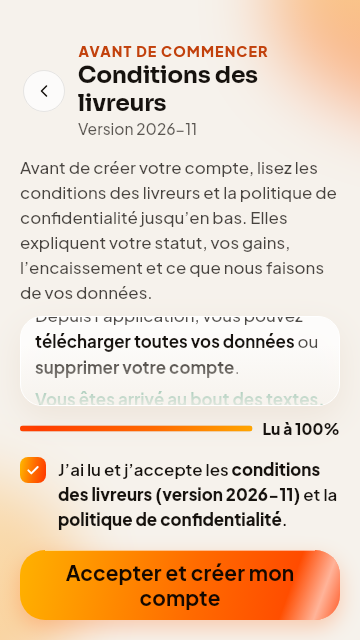 AVANT DE COMMENCER
Conditions des
livreurs
Version 2026-11
Avant de créer votre compte, lisez les
conditions des livreurs et la politique de
confidentialité jusqu’en bas. Elles
expliquent votre statut, vos gains,
l’encaissement et ce que nous faisons
de vos données.
Depuis l’application, vous pouvez
télécharger toutes vos données ou
supprimer votre compte.
Vous êtes arrivé au bout des textes.
Lu à 100%
J’ai lu et j’accepte les conditions
des livreurs (version 2026-11) et la
politique de confidentialité.
Accepter et créer mon
compte